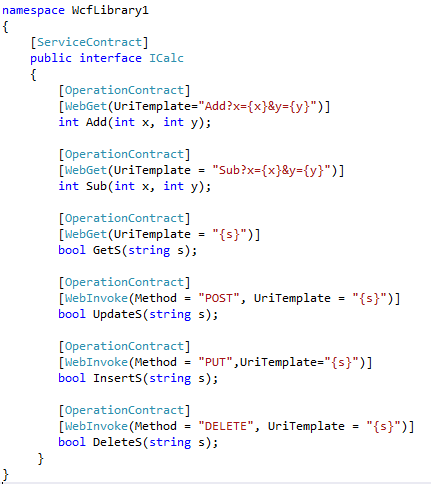 namespace WcfLibrary1
{
    [ServiceContract]
    public interface ICalc
    {
        [OperationContract]
        [WebGet(UriTemplate="Add?x={x}&y={y}")]
        int Add(int x, int y);

        [OperationContract]
        [WebGet(UriTemplate = "Sub?x={x}&y={y}")]
        int Sub(int x, int y);

        [OperationContract]
        [WebGet(UriTemplate = "{s}")]
        bool GetS(string s);

        [OperationContract]
        [WebInvoke(Method = "POST", UriTemplate = "{s}")]
        bool UpdateS(string s);

        [OperationContract]
        [WebInvoke(Method = "PUT",UriTemplate="{s}")]
        bool InsertS(string s);

        [OperationContract]
        [WebInvoke(Method = "DELETE", UriTemplate = "{s}")]
        bool DeleteS(string s);
     }
}